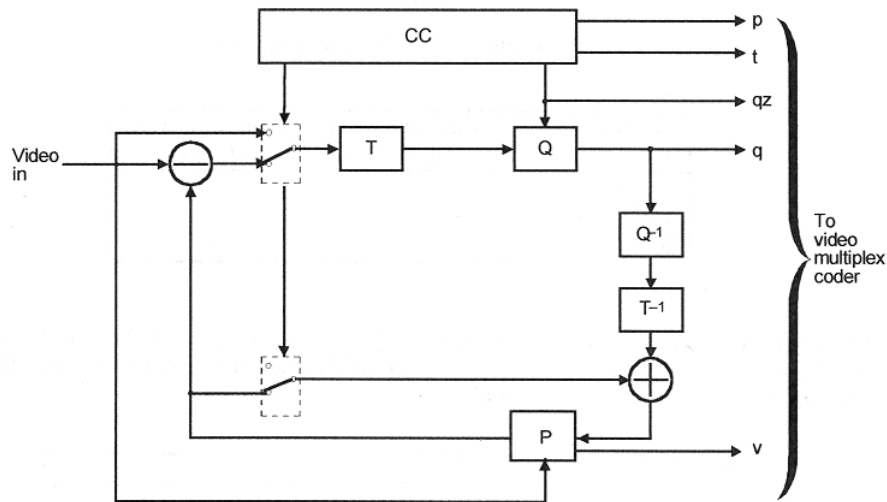 CC
p
t
qz
Video
in
T
Q
q
Q–1
To
video
multiplex
coder
T–1
P
v